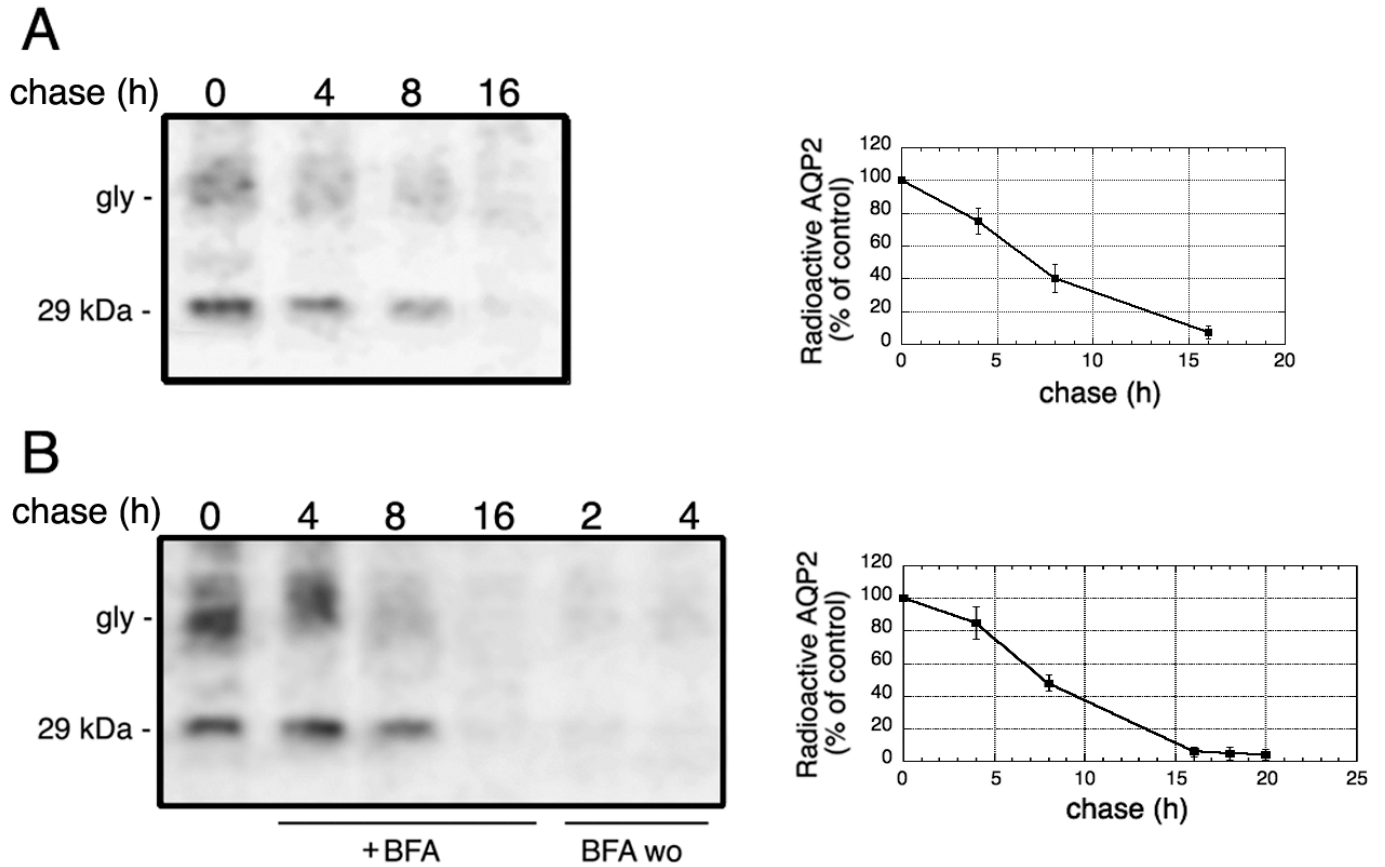 A
chase (h) 0 4 8 16
gly -
29 kDa -
Radioactive AQP2
(% of control)
120
100
80
60
40
20
0
0 5 10 15 20
chase (h)
B
chase (h) 0 4 8 16 2 4
gly -
29 kDa -
+BFA BFA wo
Radioactive AQP2
(% of control)
120
100
80
60
40
20
0
0 5 10 15 20 25
chase (h)